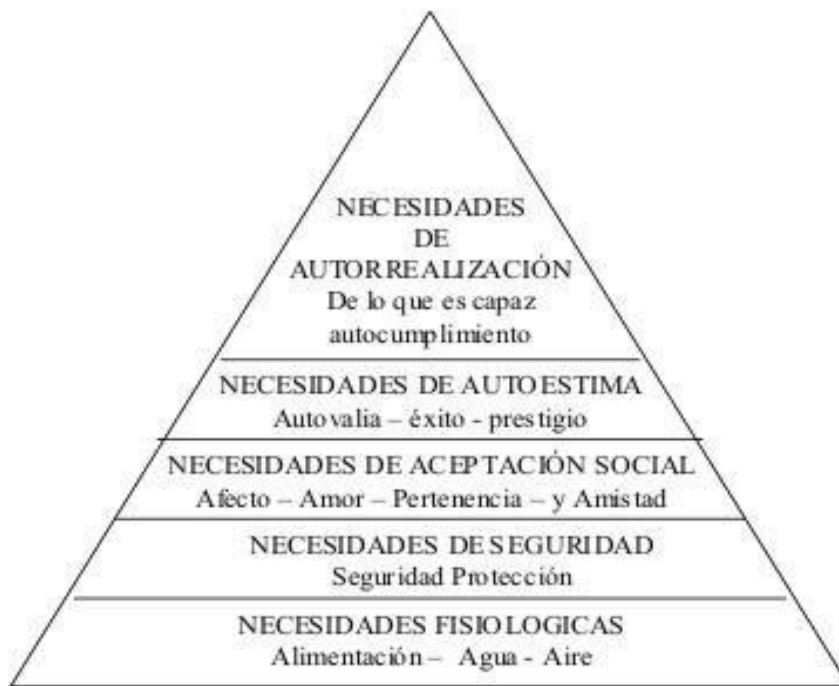 NECESIDADES
DE
AUTORREALIZACIÓN
De lo que es capaz
autocumplimiento
NECESIDADES DE AUTOESTIMA
Autovalia – éxito - prestigio
NECESIDADES DE ACEPTACIÓN SOCIAL
Afecto – Amor – Pertenencia – y Amistad
NECESIDADES DE SEGURIDAD
Seguridad Protección
NECESIDADES FISIOLOGICAS
Alimentación – Agua - Aire